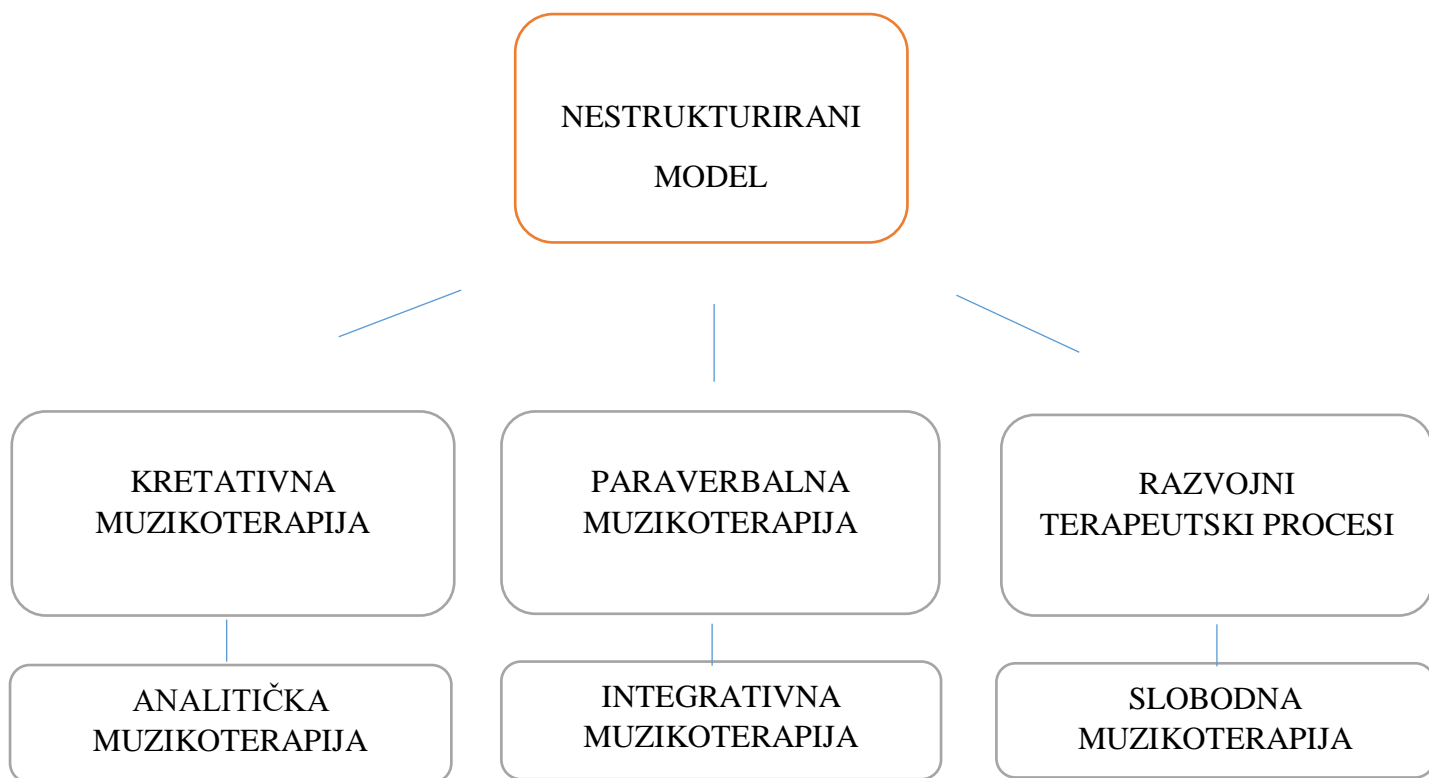 NESTRUKTURIRANI
MODEL
KRETATIVNA
MUZIKOTERAPIJA
PARAVERBALNA
MUZIKOTERAPIJA
RAZVOJNI
TERAPEUTSKI PROCESI
ANALITIČKA
MUZIKOTERAPIJA
INTEGRATIVNA
MUZIKOTERAPIJA
SLOBODNA
MUZIKOTERAPIJA